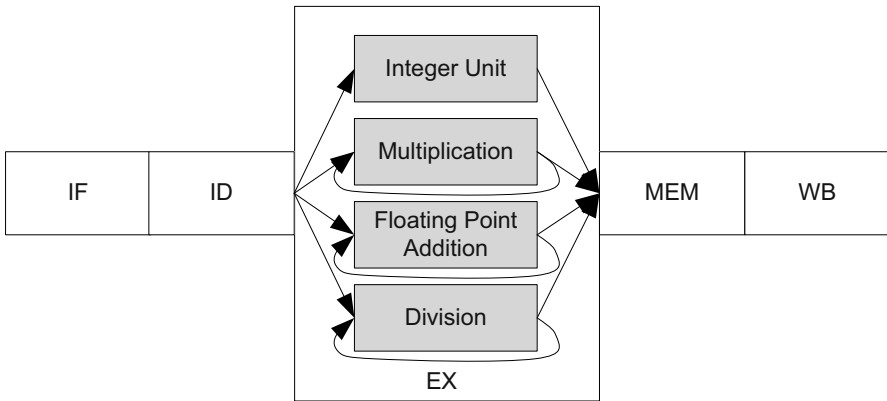 IF
ID
Integer Unit
Multiplication
Floating Point
Addition
Division
EX
MEM
WB